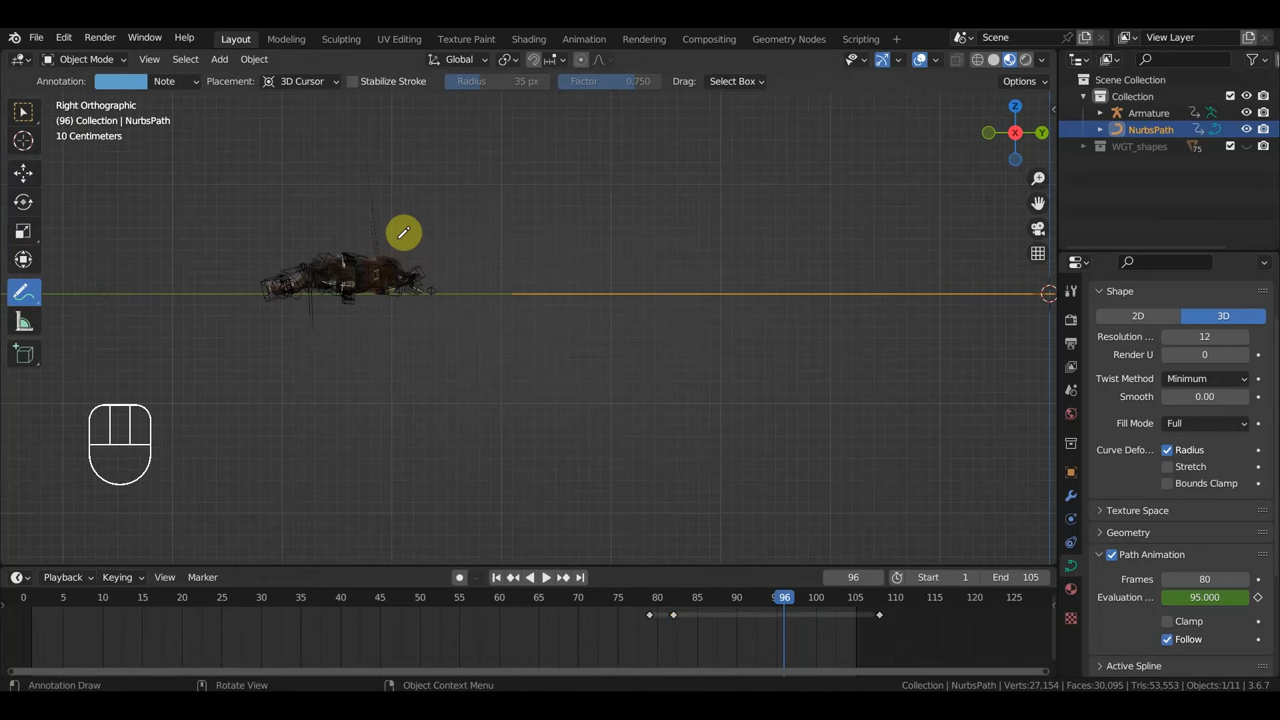 File Edit Render Window Help Layout Modeling Sculpting UV Editing Texture Paint Shading Animation Rendering Compositing Geometry Nodes Scripting + Scene View Layer
Object Mode View Select Add Object Global Options
Annotation: Note Placement: 3D Cursor Stabilize Stroke Radius 35 px Factor 0.750 Drag: Select Box
Right Orthographic
(96) Collection | NurbsPath
10 Centimeters
Z
Y
X
Scene Collection
Collection
Armature
NurbsPath
WGT_shapes 75
Shape
2D 3D
Resolution ... 12
Render U 0
Twist Method Minimum
Smooth 0.00
Fill Mode Full
Curve Defo... Radius
Stretch
Bounds Clamp
Texture Space
Geometry
Path Animation
Frames 80
Evaluation ... 95.000
Clamp
Follow
Active Spline
Playback Keying View Marker 96 Start 1 End 105
0 5 10 15 20 25 30 35 40 45 50 55 60 65 70 75 80 85 90 96 100 105 110 115 120 125
Annotation Draw Rotate View Object Context Menu Collection | NurbsPath | Verts:27,154 | Faces:30,095 | Tris:53,553 | Objects:1/11 | 3.6.7